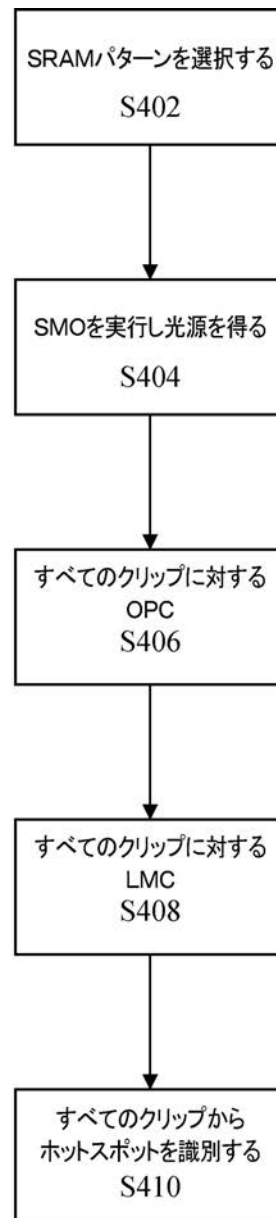 SRAMパターンを選択する
S402
SMOを実行し光源を得る
S404
すべてのクリップに対する
OPC
S406
すべてのクリップに対する
LMC
S408
すべてのクリップから
ホットスポットを識別する
S410